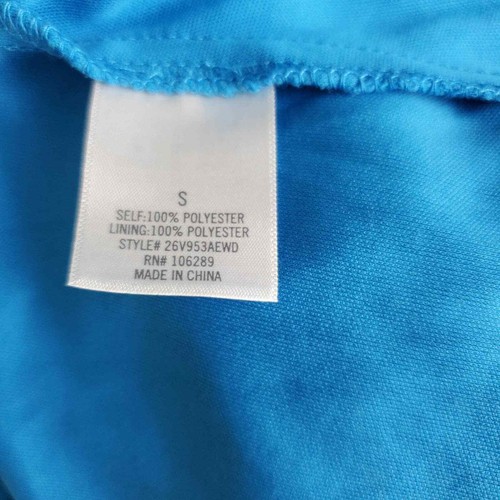 S
SELF:100% POLYESTER
LINING:100% POLYESTER
STYLE# 26V953AEWD
RN# 106289
MADE IN CHINA